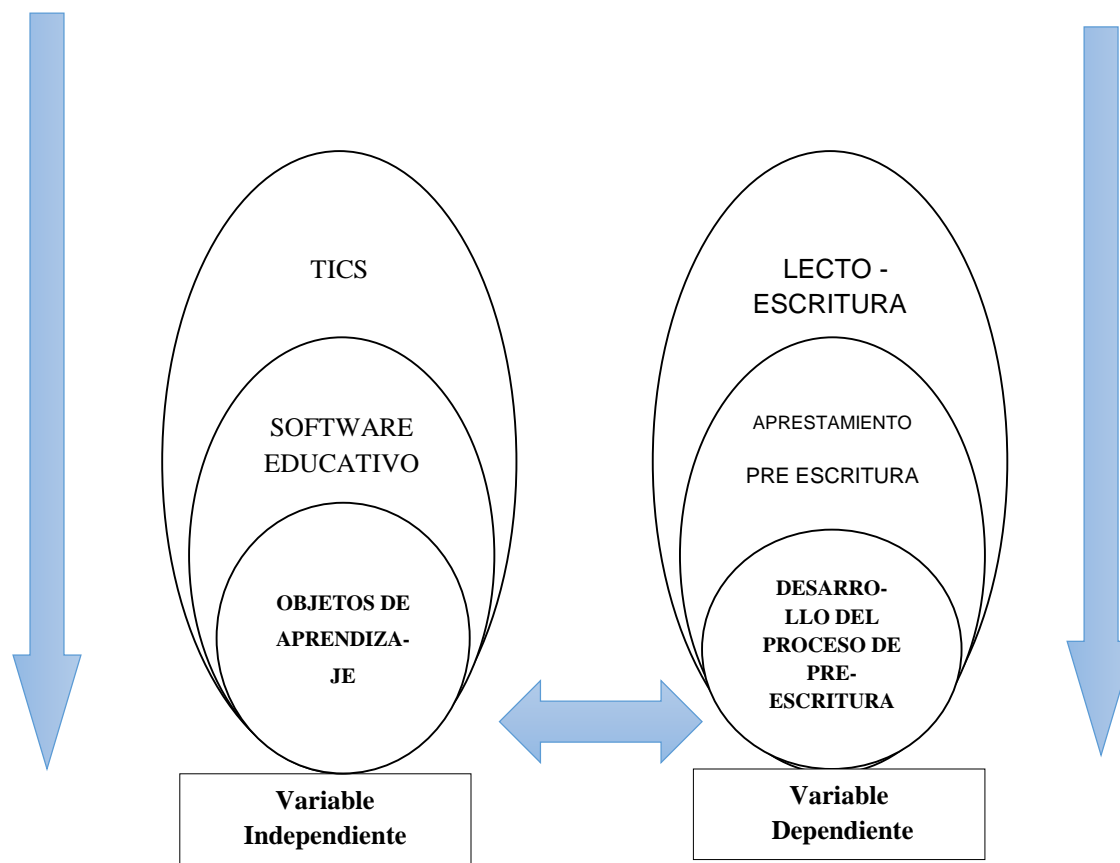 TICS
SOFTWARE
EDUCATIVO
OBJETOS DE
APRENDIZA-
JE
Variable
Independiente
LECTO -
ESCRITURA
APRESTAMIENTO
PRE ESCRITURA
DESARRO-
LLO DEL
PROCESO DE
PRE-
ESCRITURA
Variable
Dependiente